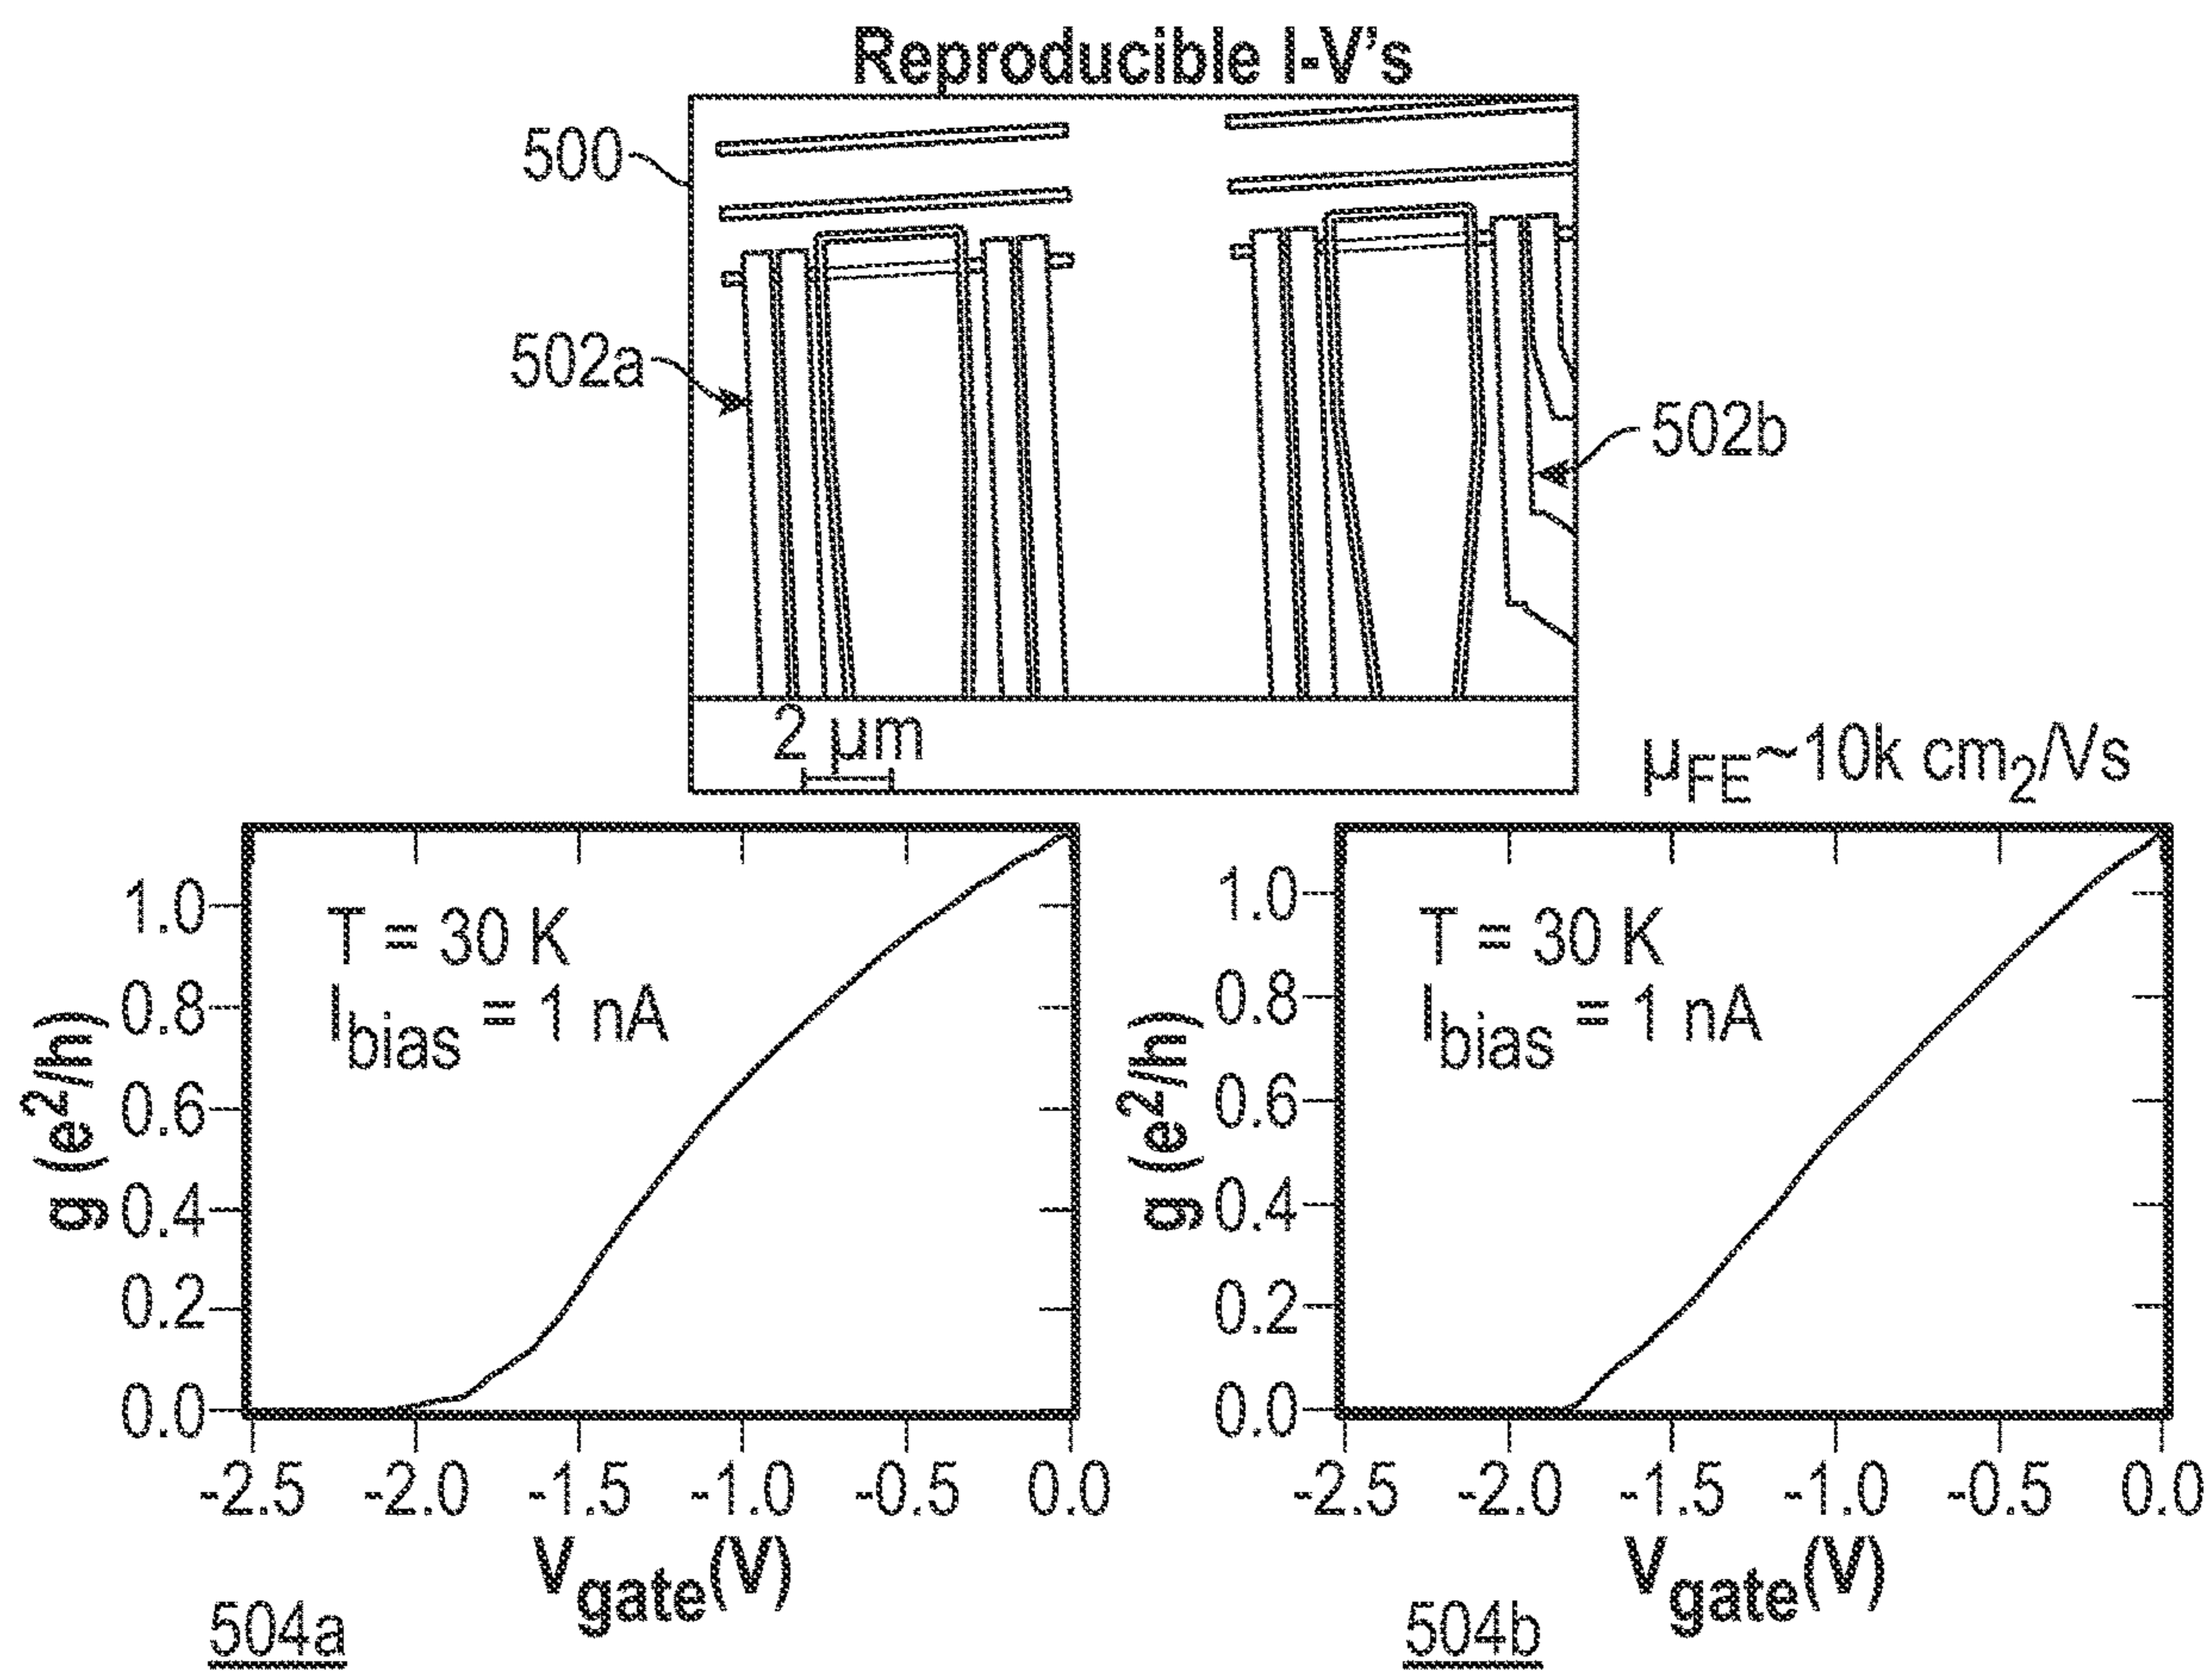 Reproducible I-V's
500
502a
502b
2 µm
µFE~10k cm2/Vs
g (e²/h)
1.0
0.8
0.6
0.4
0.2
0.0
T = 30 K
Ibias = 1 nA
-2.5 -2.0 -1.5 -1.0 -0.5 0.0
Vgate(V)
504a
g (e²/h)
1.0
0.8
0.6
0.4
0.2
0.0
T = 30 K
Ibias = 1 nA
-2.5 -2.0 -1.5 -1.0 -0.5 0.0
Vgate(V)
504b